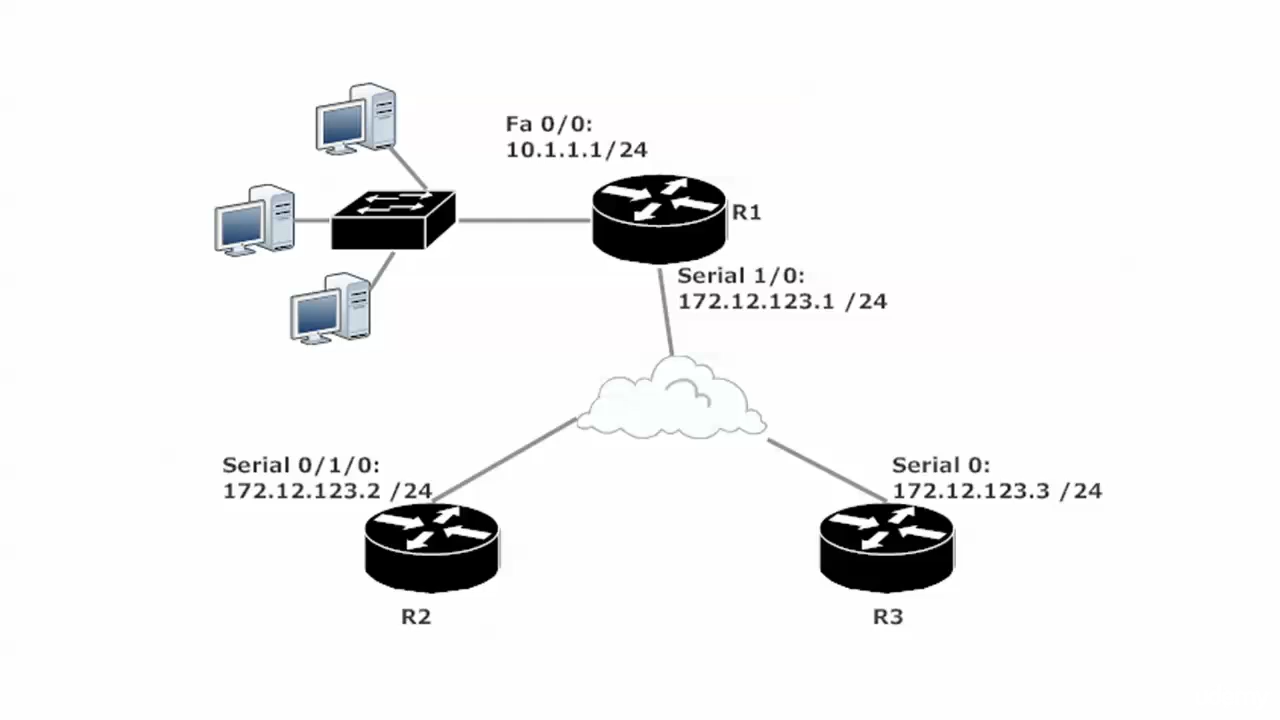 Fa 0/0:
10.1.1.1/24
R1
Serial 1/0:
172.12.123.1 /24
Serial 0/1/0:
172.12.123.2 /24
Serial 0:
172.12.123.3 /24
R2
R3